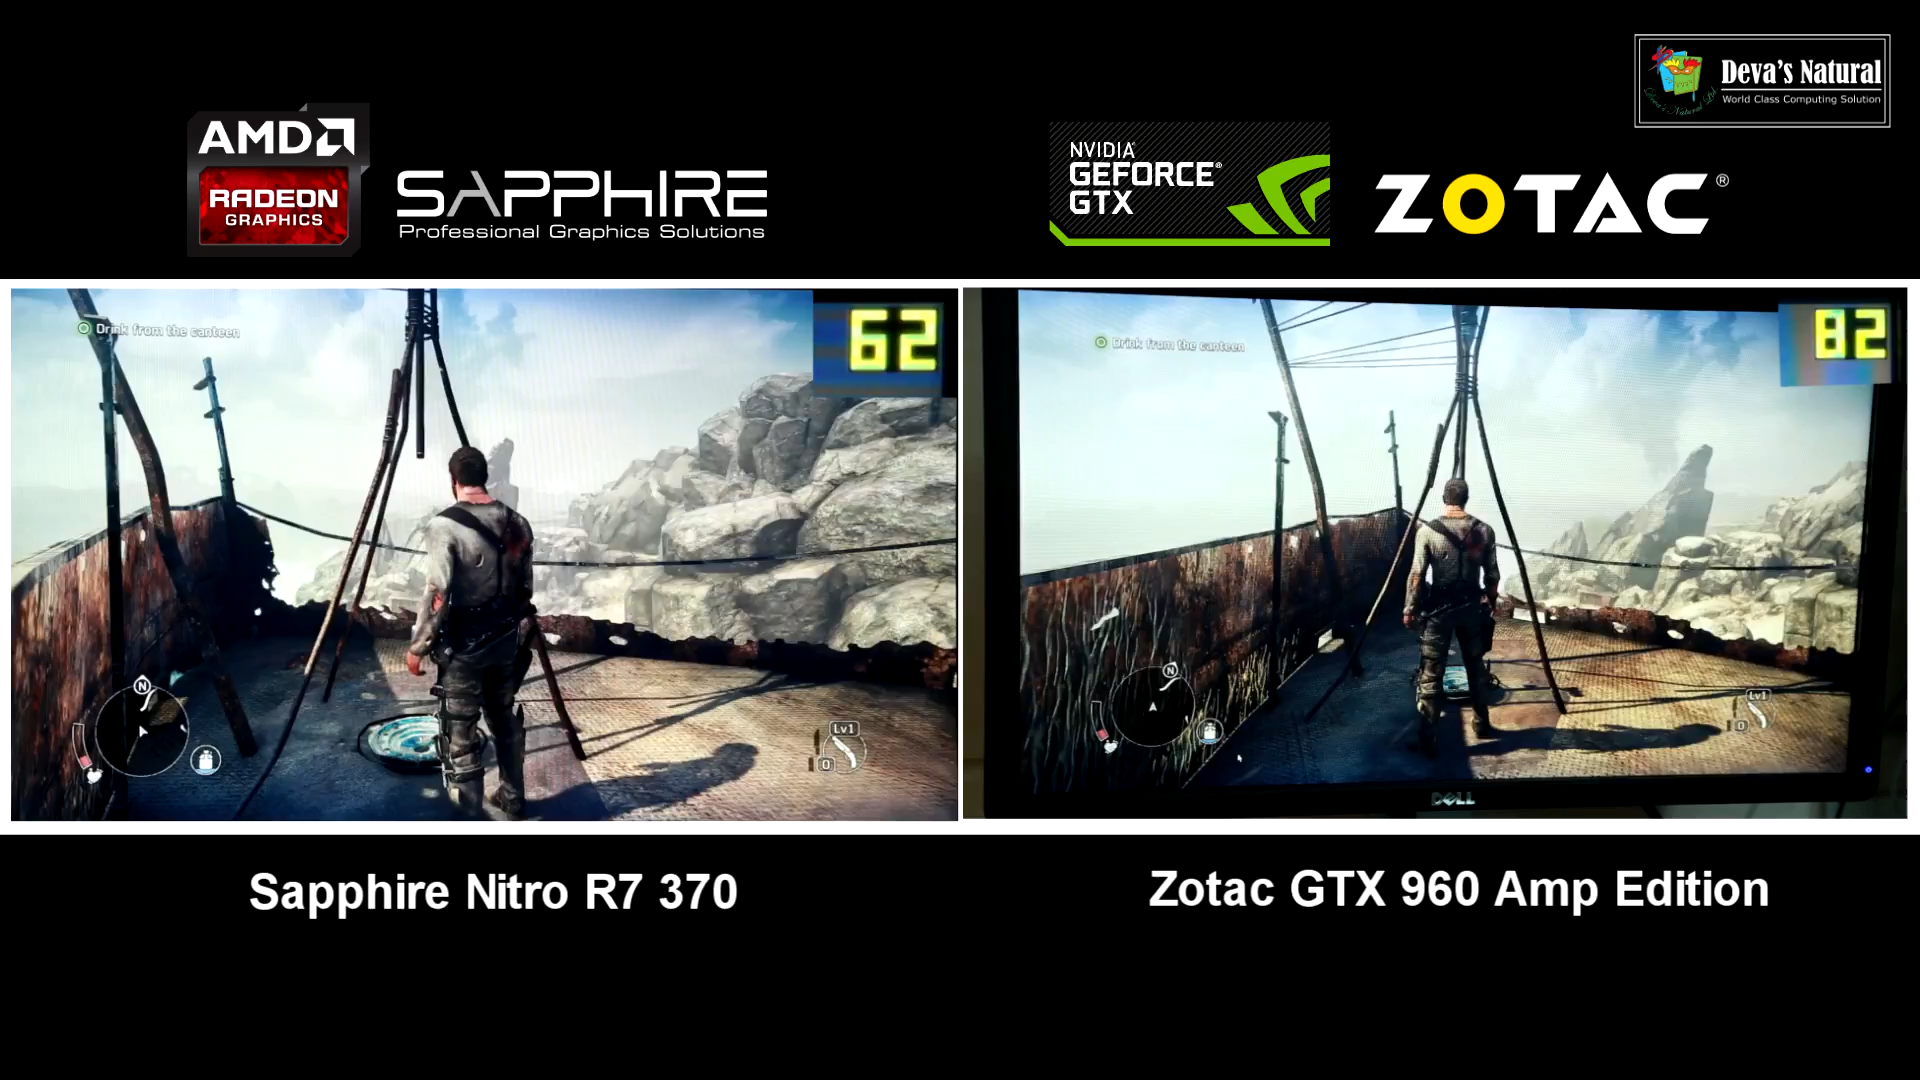 Deva's Natural
World Class Computing Solution
AMD
RADEON
GRAPHICS
SAPPHIRE
Professional Graphics Solutions
NVIDIA
GEFORCE®
GTX
ZOTAC®
Drink from the canteen
62
N
Lv1
0
Drink from the canteen
82
N
Lv1
0
DELL
Sapphire Nitro R7 370
Zotac GTX 960 Amp Edition